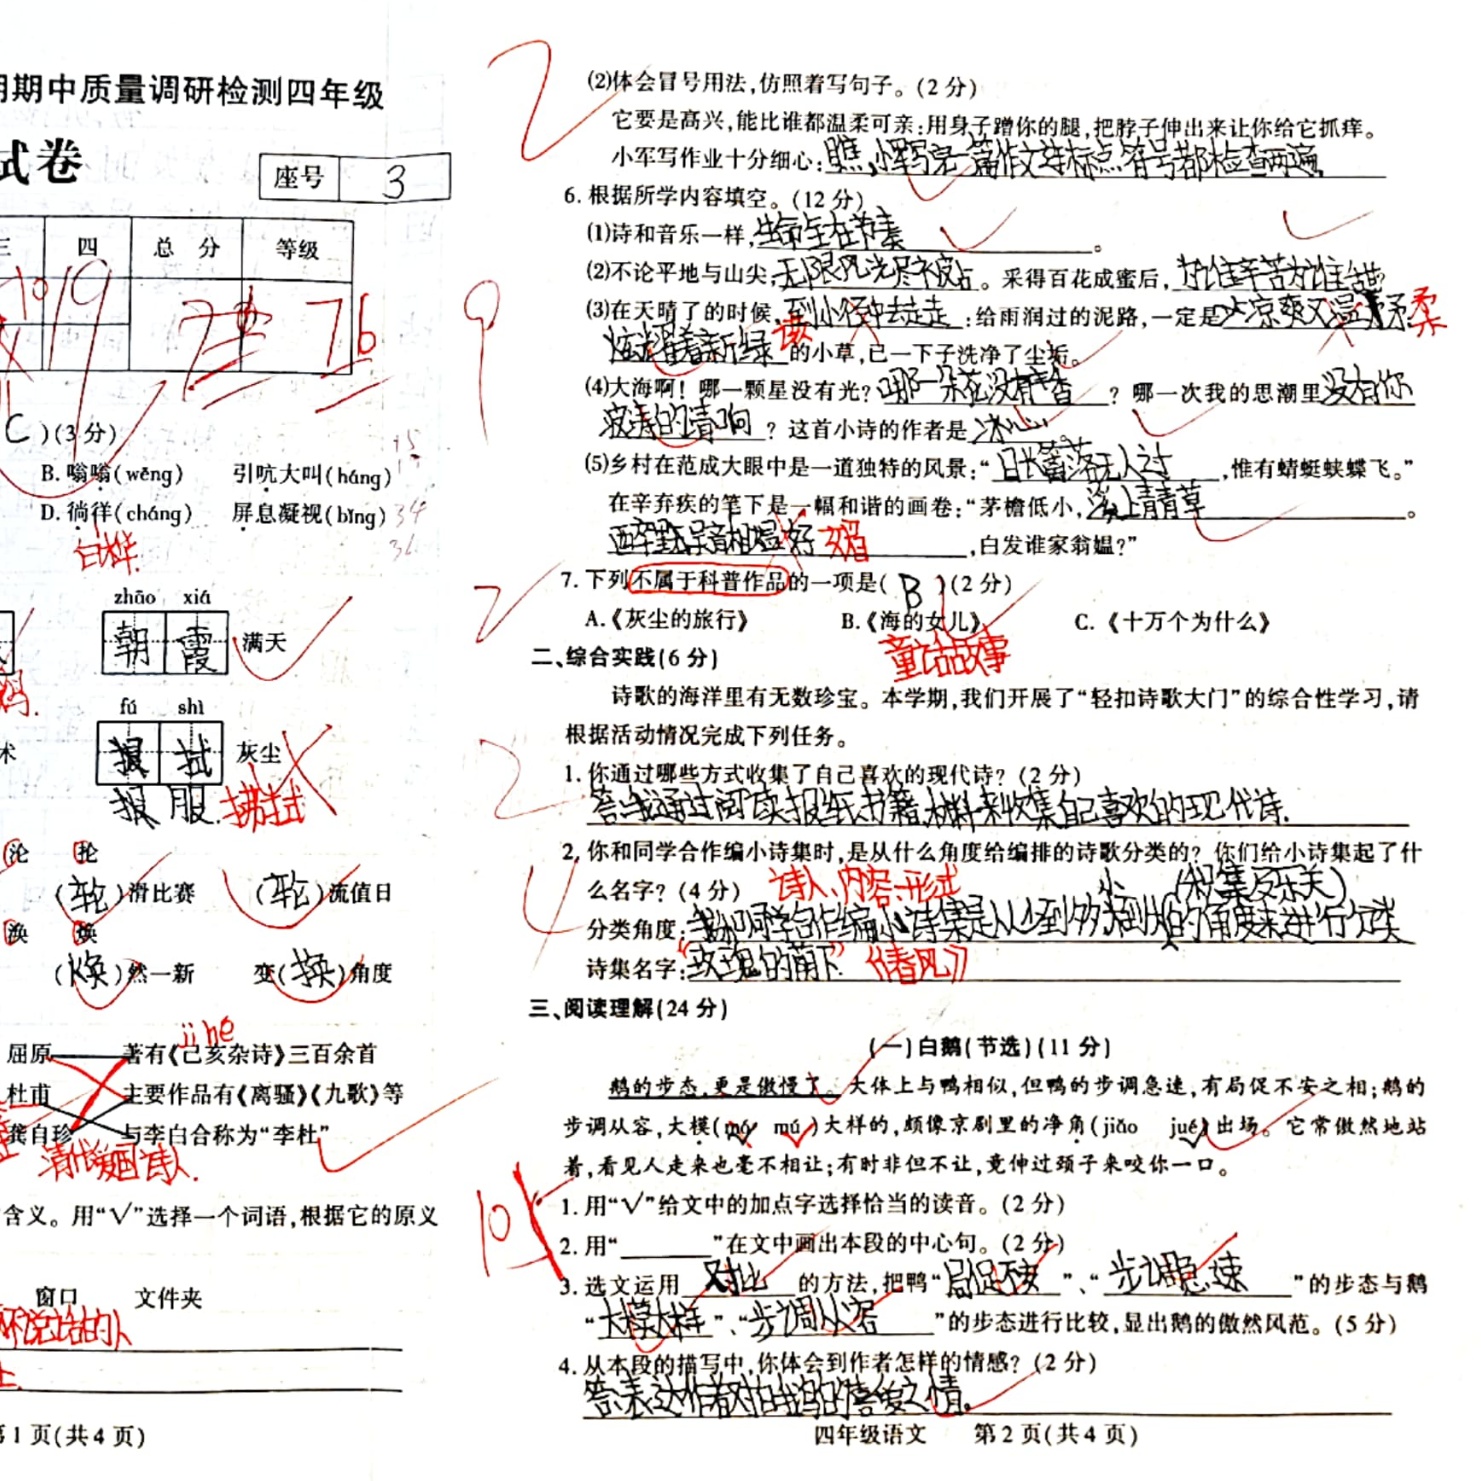 期期中质量调研检测四年级
试卷
座号 3
三 四 总分 等级
19 76
C )(3分)
B.嗡嗡(wēng) 引吭大叫(háng)
D.徜徉(cháng) 屏息凝视(bǐng)
zhāo xiá
朝霞 满天
fú shì
拭 灰尘
服 拂拭
沦 抡
(轮)滑比赛 (轮)流值日
涣 焕
(焕)然一新 变(换)角度
jǐ hé
屈原 著有《己亥杂诗》三百余首
杜甫 主要作品有《离骚》《九歌》等
龚自珍 与李白合称为“李杜”
清代爱国诗人.
含义。用“√”选择一个词语,根据它的原义
窗口 文件夹
第1页(共4页)
2
(2)体会冒号用法,仿照着写句子。(2分)
它要是高兴,能比谁都温柔可亲:用身子蹭你的腿,把脖子伸出来让你给它抓痒。
小军写作业十分细心:瞧,小军写完一篇作文连标点符号都检查两遍
6.根据所学内容填空。(12分)
9
(1)诗和音乐一样,生命全在节奏。
(2)不论平地与山尖,无限风光尽被占。采得百花成蜜后,为谁辛苦为谁甜?
(3)在天晴了的时候,到小径中去走走:给雨润过的泥路,一定是凉爽又温柔 柔
炫耀着新绿的小草,已一下子洗净了尘垢。
(4)大海啊!哪一颗星没有光?哪一朵花没有香?哪一次我的思潮里没有你
波涛的清响?这首小诗的作者是冰心。
(5)乡村在范成大眼中是一道独特的风景:“日长篱落无人过,惟有蜻蜓蛱蝶飞。”
在辛弃疾的笔下是一幅和谐的画卷:“茅檐低小,溪上青青草。
醉里吴音相媚好 媚,白发谁家翁媪?”
2
7.下列不属于科普作品的一项是( B )(2分)
A.《灰尘的旅行》 B.《海的女儿》 C.《十万个为什么》
童话故事
二、综合实践(6分)
诗歌的海洋里有无数珍宝。本学期,我们开展了“轻扣诗歌大门”的综合性学习,请
根据活动情况完成下列任务。
2
1.你通过哪些方式收集了自己喜欢的现代诗?(2分)
答:我通过阅读报纸书籍材料来收集自己喜欢的现代诗.
4
2.你和同学合作编小诗集时,是从什么角度给编排的诗歌分类的?你们给小诗集起了什
么名字?(4分) 诗人、内容、形式
分类角度:我和同学合作编小诗集是从少到多小到大的角度来进行分类
诗集名字:玫瑰的荫下 《春风》
三、阅读理解(24分)
(一)白鹅(节选)(11分)
鹅的步态,更是傲慢了。大体上与鸭相似,但鸭的步调急速,有局促不安之相;鹅的
步调从容,大模(mó mú)大样的,颇像京剧里的净角(jiǎo jué)出场。它常傲然地站
着,看见人走来也毫不相让;有时非但不让,竟伸过颈子来咬你一口。
10
1.用“√”给文中的加点字选择恰当的读音。(2分)
2.用“______”在文中画出本段的中心句。(2分)
3.选文运用对比的方法,把鸭“局促不安”、“步调急速”的步态与鹅
“大模大样”、“步调从容”的步态进行比较,显出鹅的傲然风范。(5分)
4.从本段的描写中,你体会到作者怎样的情感?(2分)
答:表达作者对白鹅的喜爱之情。
四年级语文 第2页(共4页)